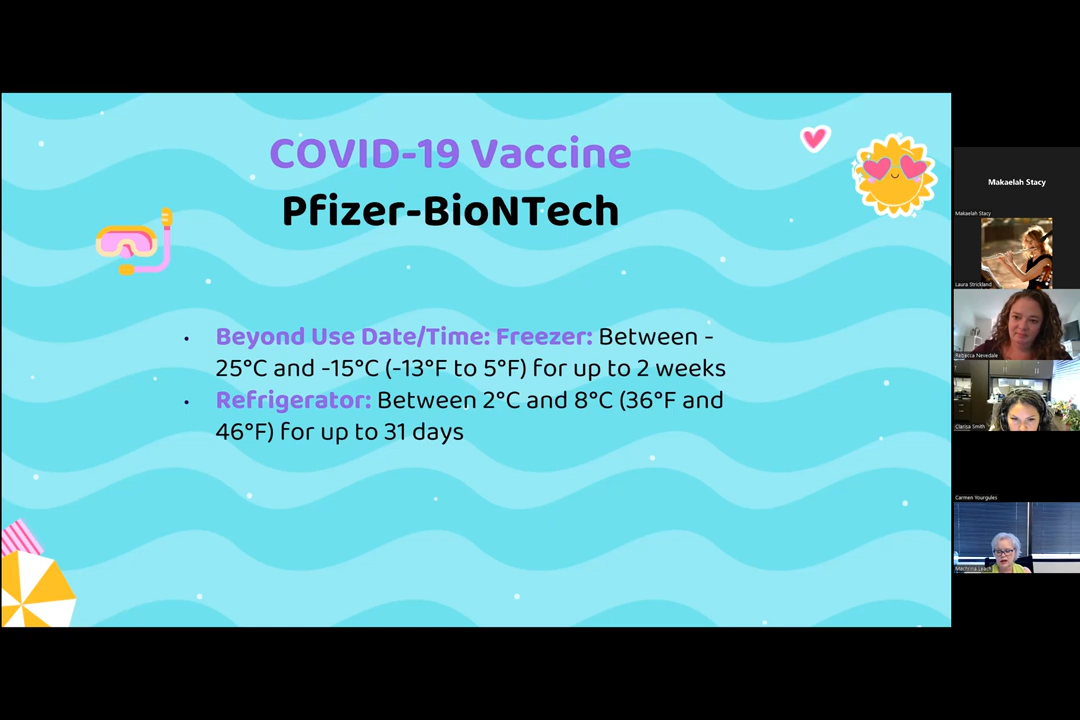 COVID-19 Vaccine
Pfizer-BioNTech
• Beyond Use Date/Time: Freezer: Between -
25°C and -15°C (-13°F to 5°F) for up to 2 weeks
• Refrigerator: Between 2°C and 8°C (36°F and
46°F) for up to 31 days
Makaelah Stacy
Makaelah Stacy
Laura Strickland
Rebecca Nevedale
Clarisa Smith
Carmen Yourgules
Leach